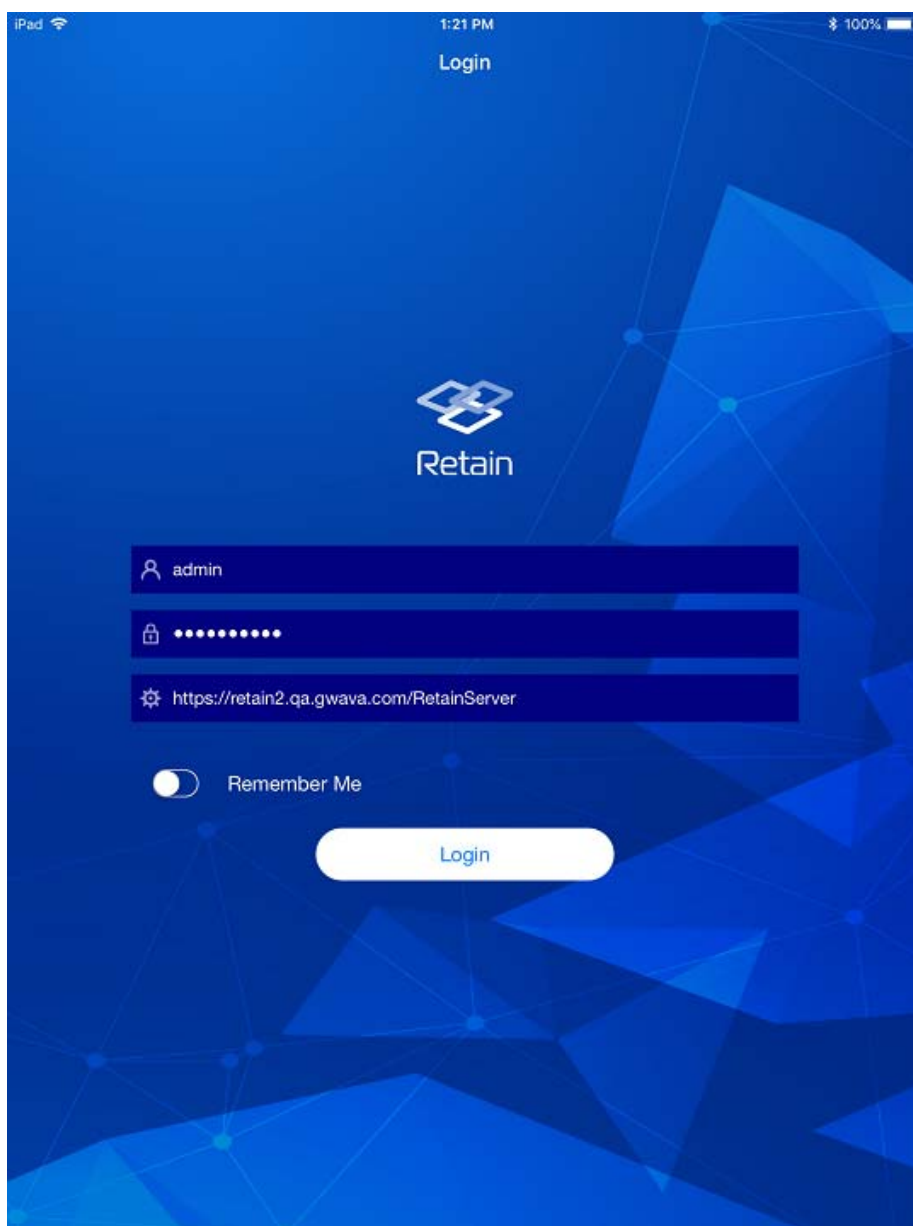 iPad 1:21 PM 100%
Login
Retain
admin
••••••••••
https://retain2.qa.gwava.com/RetainServer
Remember Me
Login